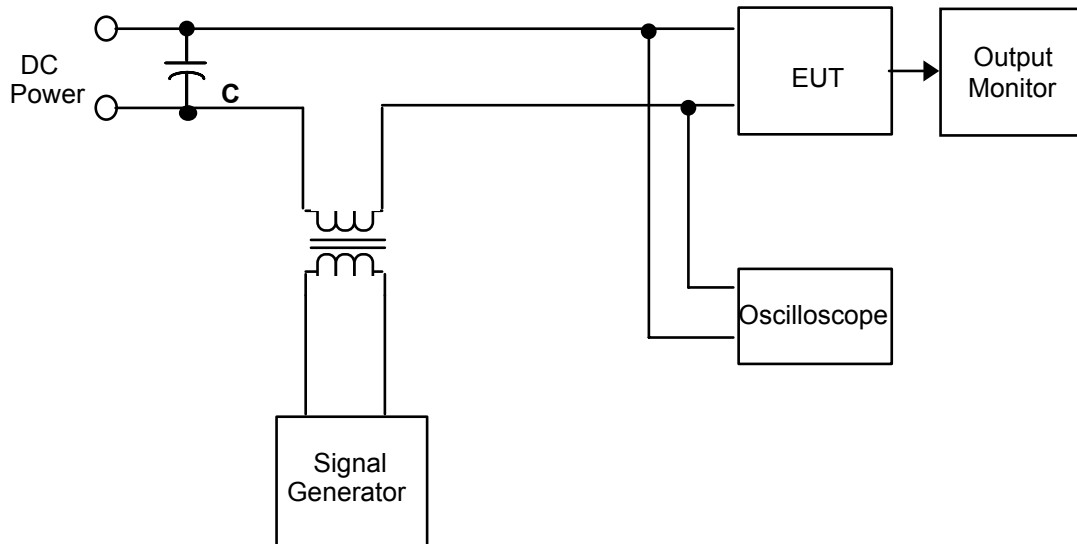 DC
Power
C
EUT
Output
Monitor
Oscilloscope
Signal
Generator